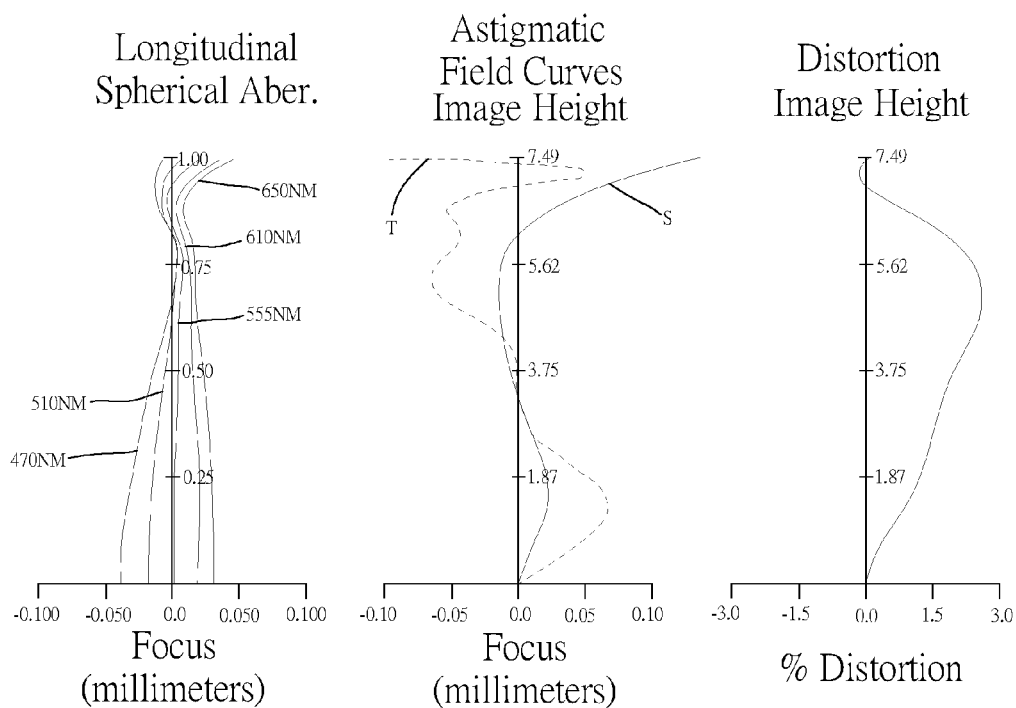 Longitudinal
Spherical Aber.
1.00
650NM
610NM
0.75
555NM
0.50
510NM
470NM
0.25
-0.100 -0.050 0.0 0.050 0.100
Focus
(millimeters)
Astigmatic
Field Curves
Image Height
7.49
T
S
5.62
3.75
1.87
-0.10 -0.05 0.0 0.05 0.10
Focus
(millimeters)
Distortion
Image Height
7.49
5.62
3.75
1.87
-3.0 -1.5 0.0 1.5 3.0
% Distortion